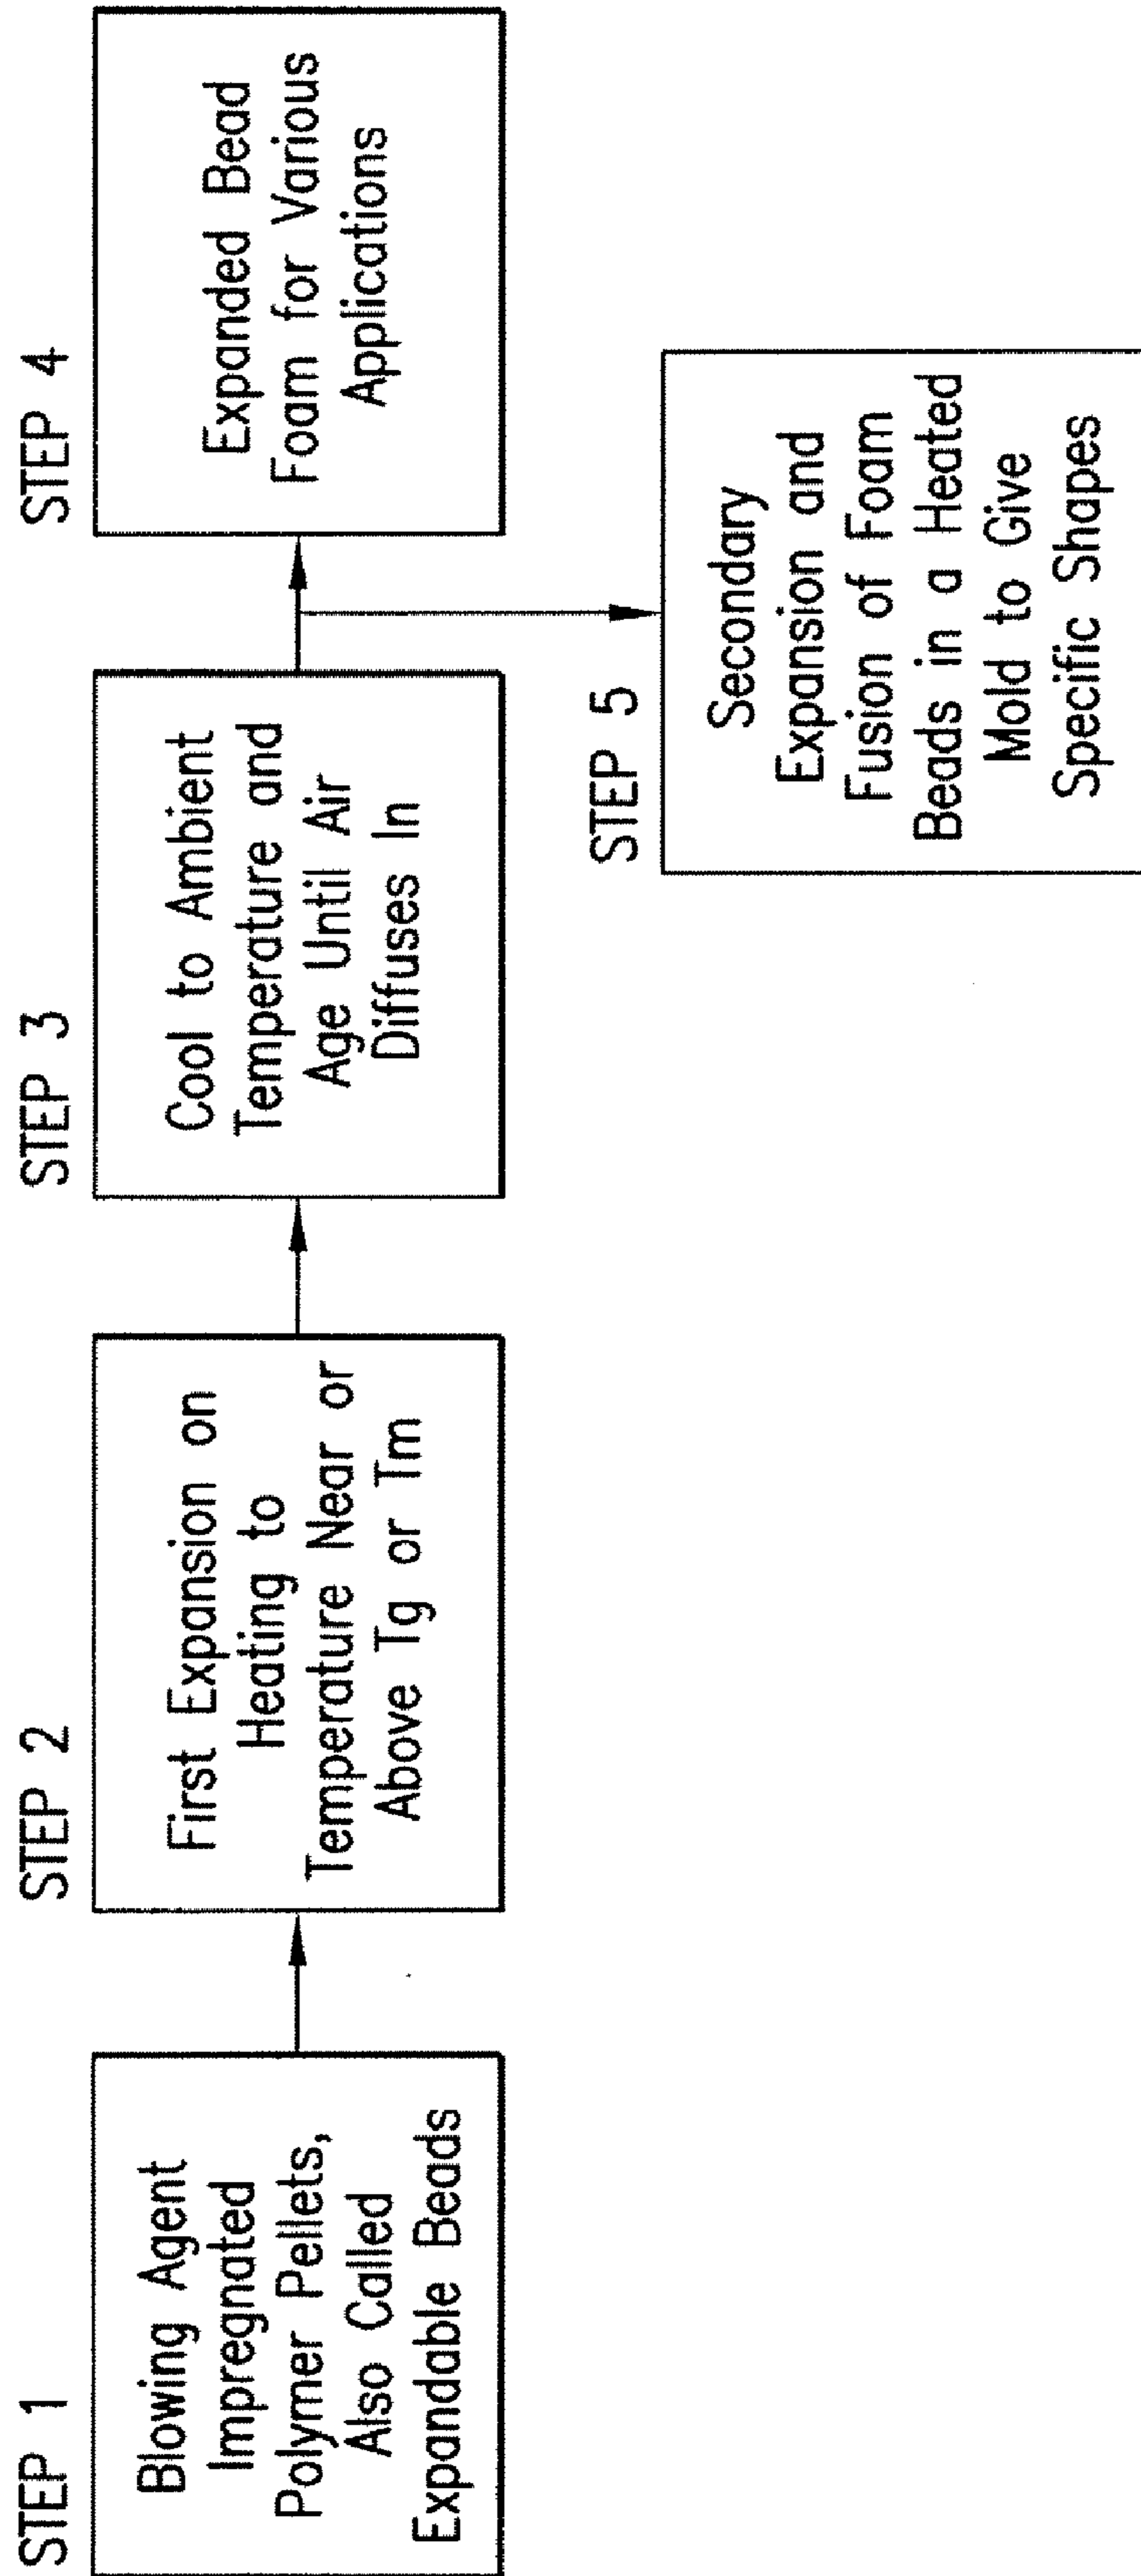 STEP 1
Blowing Agent
Impregnated
Polymer Pellets,
Also Called
Expandable Beads
STEP 2
First Expansion on
Heating to
Temperature Near or
Above Tg or Tm
STEP 3
Cool to Ambient
Temperature and
Age Until Air
Diffuses In
STEP 4
Expanded Bead
Foam for Various
Applications
STEP 5
Secondary
Expansion and
Fusion of Foam
Beads in a Heated
Mold to Give
Specific Shapes